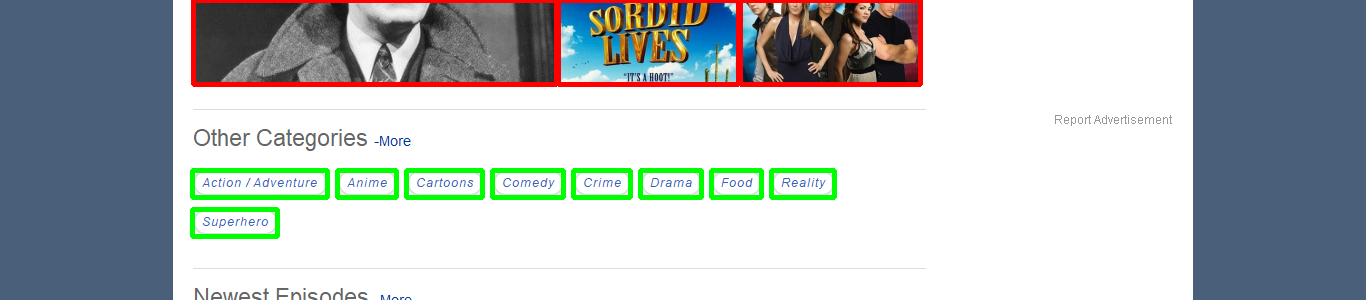 SORDID
LIVES
"IT'S A HOOT!"
Other Categories -More
Report Advertisement
Action / Adventure Anime Cartoons Comedy Crime Drama Food Reality
Superhero
Newest Episodes -More